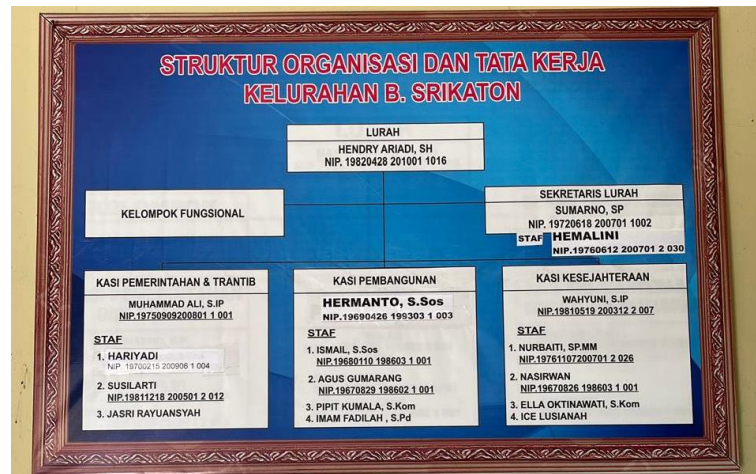 STRUKTUR ORGANISASI DAN TATA KERJA
KELURAHAN B. SRIKATON
LURAH
HENDRY ARIADI, SH
NIP. 19820428 201001 1016
KELOMPOK FUNGSIONAL
SEKRETARIS LURAH
SUMARNO, SP
NIP. 19720618 200701 1002
STAF HEMALINI
NIP.19760612 200701 2 030
KASI PEMERINTAHAN & TRANTIB
MUHAMMAD ALI, S.IP
NIP.19750909200801 1 001
STAF
1. HARIYADI
NIP. 19700215 200906 1 004
2. SUSILARTI
NIP.19811218 200501 2 012
3. JASRI RAYUANSYAH
KASI PEMBANGUNAN
HERMANTO, S.Sos
NIP.19690426 199303 1 003
STAF
1. ISMAIL, S.Sos
NIP.19680110 198603 1 001
2. AGUS GUMARANG
NIP.19670829 198602 1 001
3. PIPIT KUMALA, S.Kom
4. IMAM FADILAH , S.Pd
KASI KESEJAHTERAAN
WAHYUNI, S.IP
NIP.19810519 200312 2 007
STAF
1. NURBAITI, SP.MM
NIP.19761107200701 2 026
2. NASIRWAN
NIP.19670826 198603 1 001
3. ELLA OKTINAWATI, S.Kom
4. ICE LUSIANAH